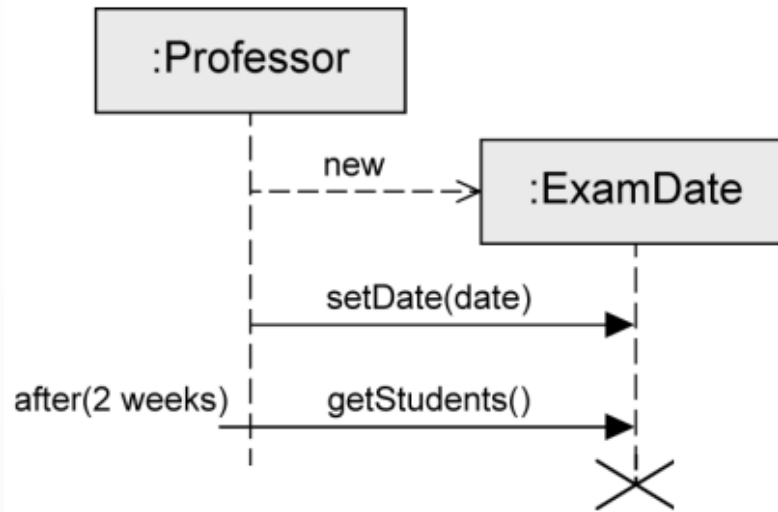 :Professor
new
:ExamDate
setDate(date)
after(2 weeks) getStudents()